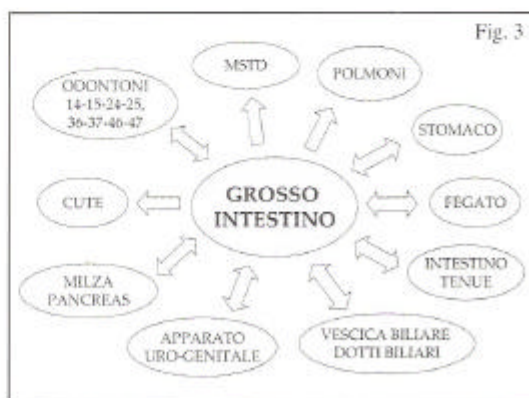 Fig. 3
MSTD
POLMONI
ODONTONI
14-15-24-25,
36-37-46-47
STOMACO
GROSSO
INTESTINO
CUTE
FEGATO
INTESTINO
TENUE
MILZA
PANCREAS
APPARATO
URO-GENITALE
VESCICA BILIARE
DOTTI BILIARI